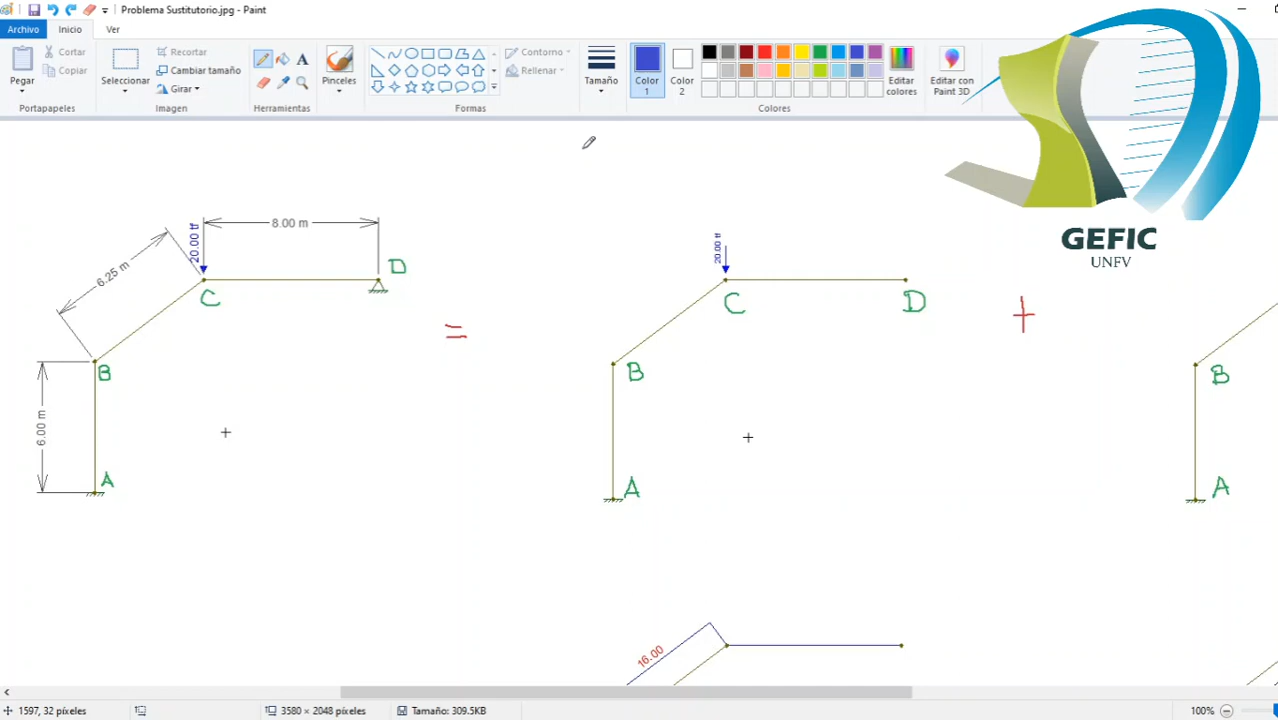 Problema Sustitutorio.jpg - Paint
Archivo
Inicio
Ver
Pegar
Cortar
Copiar
Portapapeles
Seleccionar
Recortar
Cambiar tamaño
Girar
Imagen
A
Herramientas
Pinceles
Contorno
Rellenar
Formas
Tamaño
Color
1
Color
2
Editar
colores
Editar con
Paint 3D
Colores
GEFIC
UNFV
8.00 m
20.00 tf
6.25 m
6.00 m
D
C
B
A
=
20.00 tf
C
D
B
A
+
B
A
16.00
1597, 32 píxeles
3580 × 2048 píxeles
Tamaño: 309.5KB
100%